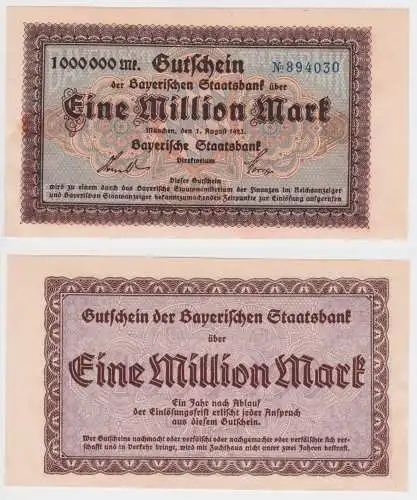 1000000 Mk. Gutschein № 894030
der Bayerischen Staatsbank über
Eine Million Mark
München, den 1. August 1923.
Bayerische Staatsbank
Direktorium
Dieser Gutschein
wird zu einem durch das Bayerische Staatsministerium der Finanzen im Reichsanzeiger
und Bayerischen Staatsanzeiger bekanntzumachenden Zeitpunkte zur Einlösung aufgerufen
Gutschein der Bayerischen Staatsbank
über
Eine Million Mark
Ein Jahr nach Ablauf
der Einlösungsfrist erlischt jeder Anspruch
aus diesem Gutschein.
Wer Gutscheine nachmacht oder verfälscht oder nachgemachte oder verfälschte sich ver-
schafft und in Verkehr bringt, wird mit Zuchthaus nicht unter zwei Jahren bestraft.